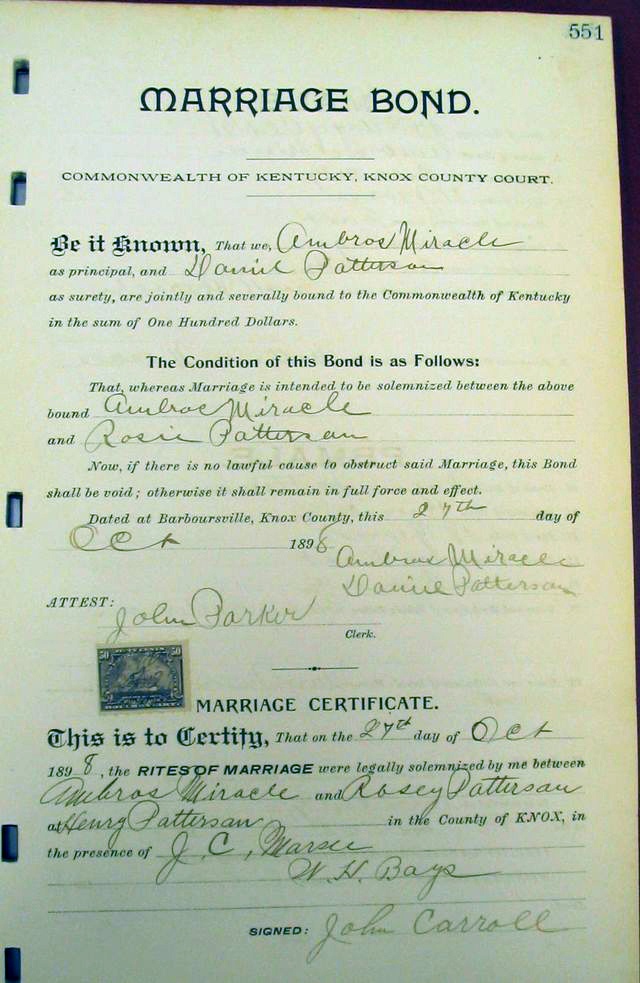 551
MARRIAGE BOND.
COMMONWEALTH OF KENTUCKY, KNOX COUNTY COURT.
Be it Known, That we, Ambros Miracle
as principal, and Daniel Patterson
as surety, are jointly and severally bound to the Commonwealth of Kentucky
in the sum of One Hundred Dollars.
The Condition of this Bond is as Follows:
That, whereas Marriage is intended to be solemnized between the above
bound Ambros Miracle
and Rosie Patterson
Now, if there is no lawful cause to obstruct said Marriage, this Bond
shall be void; otherwise it shall remain in full force and effect.
Dated at Barboursville, Knox County, this 27th day of
Oct 1898
Ambros Miracle
Daniel Patterson
ATTEST:
John Parker
Clerk.
50 50
MARRIAGE CERTIFICATE.
This is to Certify, That on the 27th day of Oct
1898, the RITES OF MARRIAGE were legally solemnized by me between
Ambros Miracle and Rosey Patterson
at Henry Patterson in the County of KNOX, in
the presence of J. C, Marsee
W. H. Bays
SIGNED: John Carroll